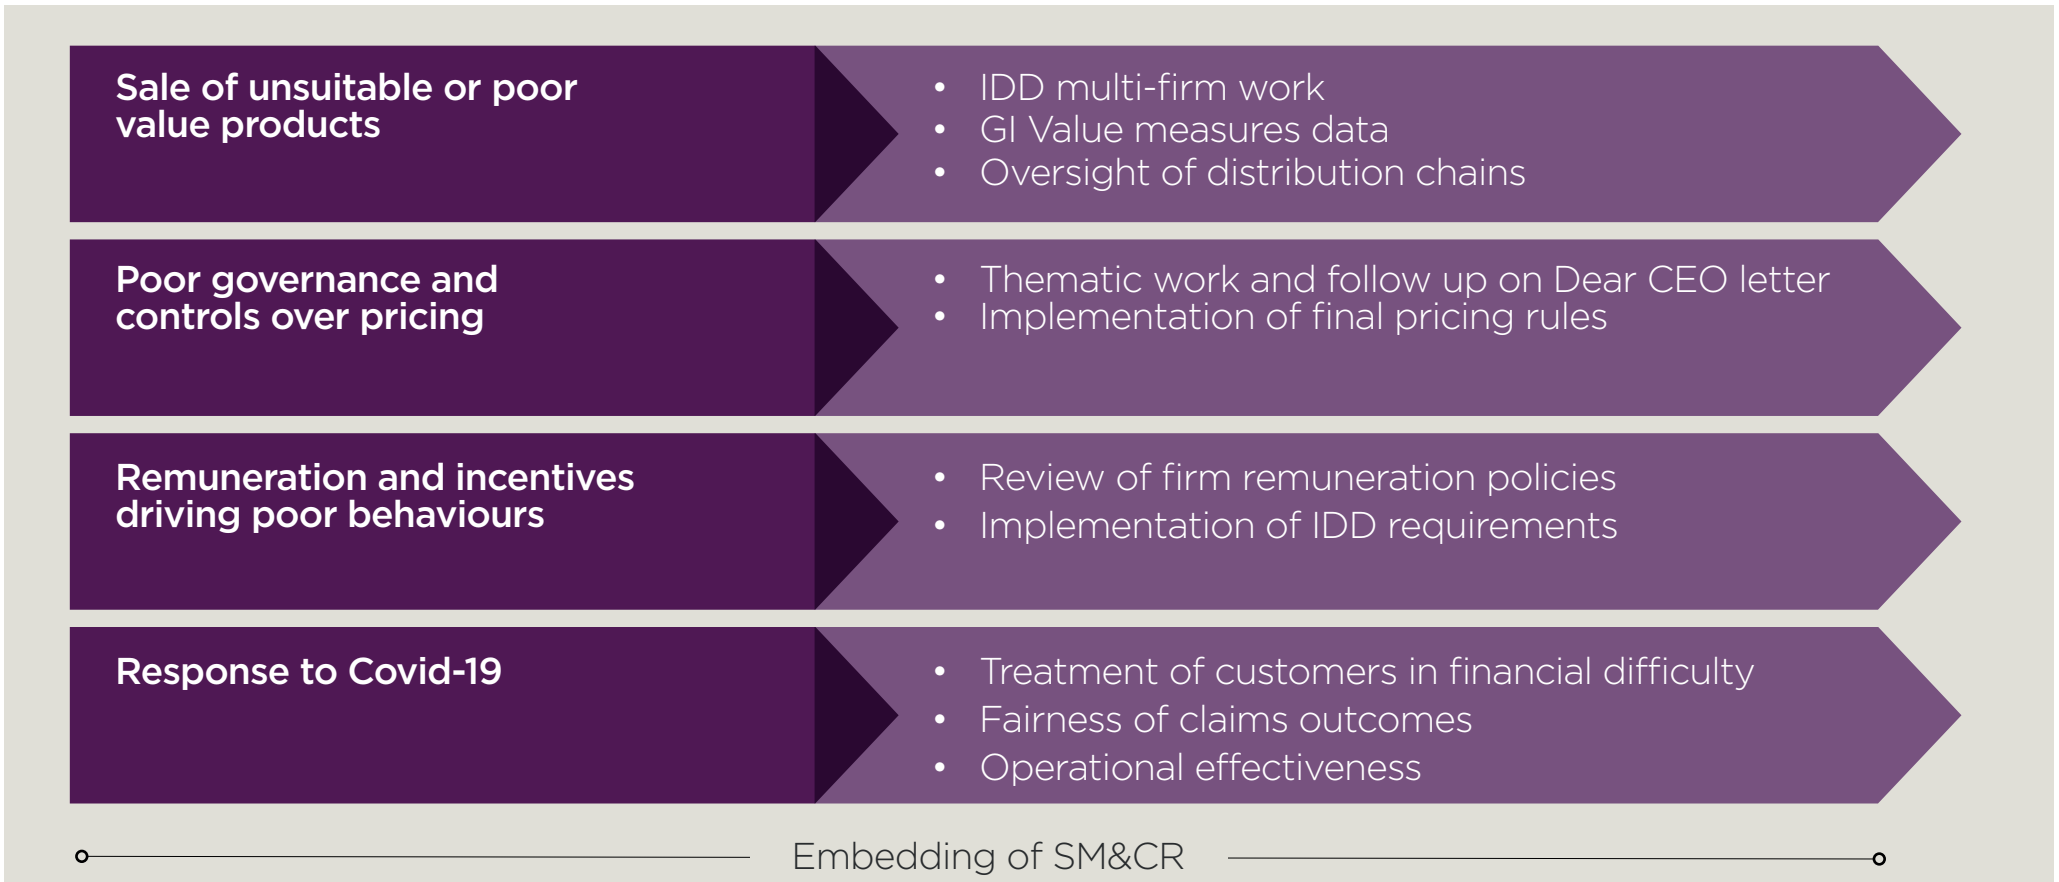 Sale of unsuitable or poor
value products
• IDD multi-firm work
• GI Value measures data
• Oversight of distribution chains
Poor governance and
controls over pricing
• Thematic work and follow up on Dear CEO letter
• Implementation of final pricing rules
Remuneration and incentives
driving poor behaviours
• Review of firm remuneration policies
• Implementation of IDD requirements
Response to Covid-19
• Treatment of customers in financial difficulty
• Fairness of claims outcomes
• Operational effectiveness
Embedding of SM&CR